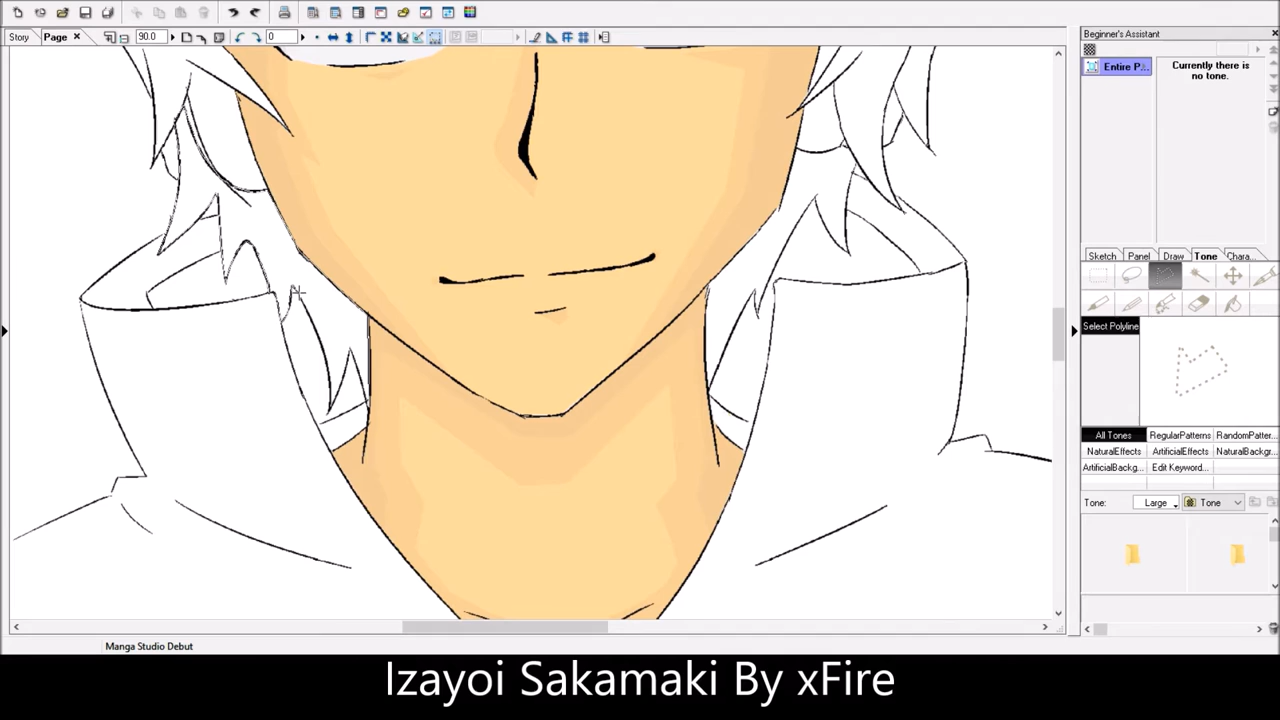 Beginner's Assistant
Story
Page
90.0
0
Entire P...
Currently there is
no tone.
Sketch
Panel
Draw
Tone
Chara...
Select Polyline
All Tones
RegularPatterns
RandomPatter...
NaturalEffects
ArtificialEffects
NaturalBackgr...
ArtificialBackg...
Edit Keyword...
Tone:
Large
Tone
Manga Studio Debut
Izayoi Sakamaki By xFire